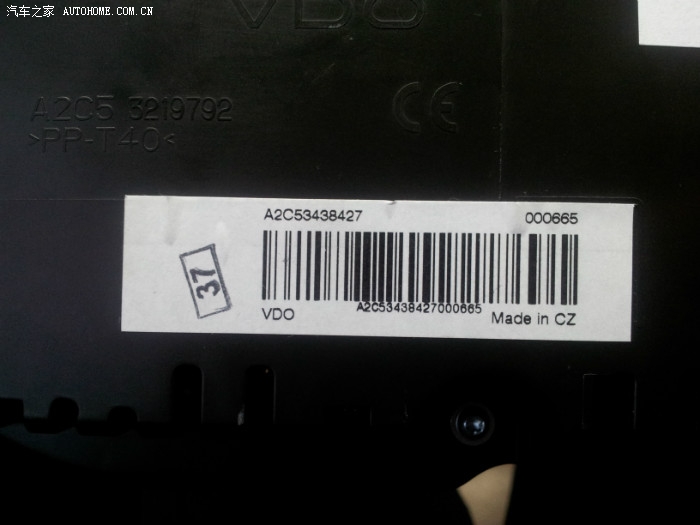 汽车之家 AUTOHOME.COM.CN
VDO
A2C5 3219792
>PP-T40<
CE
A2C53438427 000665
37
A2C53438427000665
VDO Made in CZ